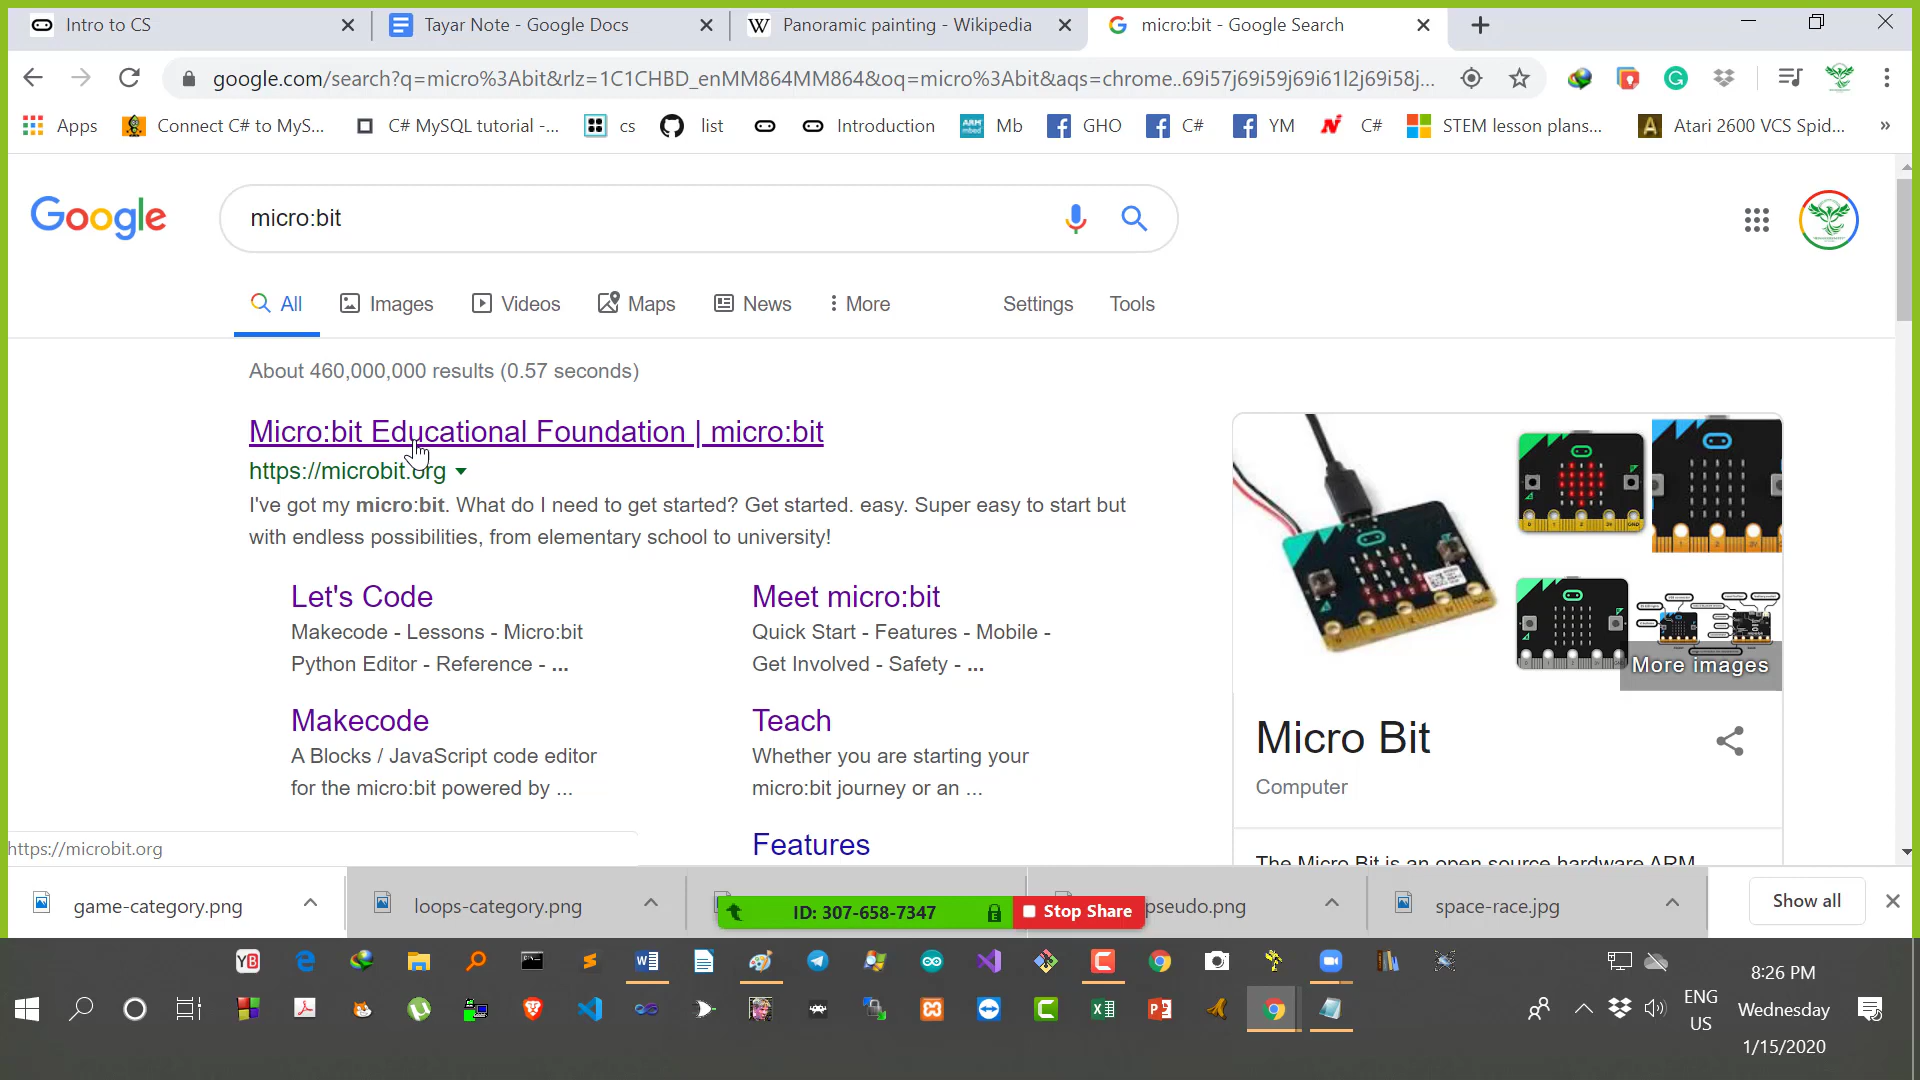 Intro to CS
Tayar Note - Google Docs
Panoramic painting - Wikipedia
micro:bit - Google Search
google.com/search?q=micro%3Abit&rlz=1C1CHBD_enMM864MM864&oq=micro%3Abit&aqs=chrome..69i57j69i59j69i61l2j69i58j...
Apps
Connect C# to MyS...
C# MySQL tutorial -...
cs
list
Introduction
Mb
GHO
C#
YM
C#
STEM lesson plans...
Atari 2600 VCS Spid...
»
Google
micro:bit
All
Images
Videos
Maps
News
More
Settings
Tools
About 460,000,000 results (0.57 seconds)
Micro:bit Educational Foundation | micro:bit
https://microbit.org
I've got my micro:bit. What do I need to get started? Get started. easy. Super easy to start but
with endless possibilities, from elementary school to university!
Let's Code
Makecode - Lessons - Micro:bit
Python Editor - Reference - ...
Meet micro:bit
Quick Start - Features - Mobile -
Get Involved - Safety - ...
Makecode
A Blocks / JavaScript code editor
for the micro:bit powered by ...
Teach
Whether you are starting your
micro:bit journey or an ...
Features
More images
Micro Bit
Computer
The Micro Bit is an open source hardware ARM
https://microbit.org
game-category.png
loops-category.png
ID: 307-658-7347
Stop Share
pseudo.png
space-race.jpg
Show all
8:26 PM
ENG
US
Wednesday
1/15/2020